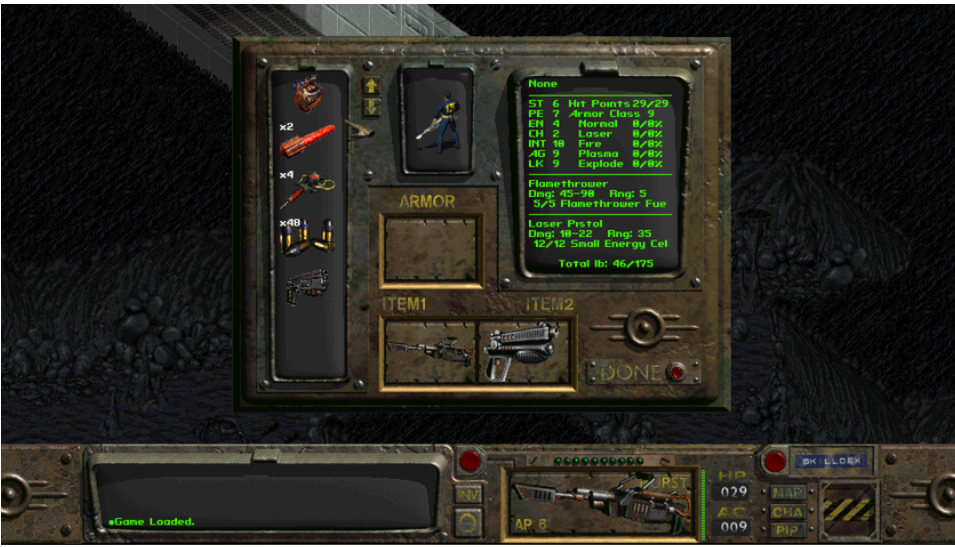 x2
x4
x48
None
ST 6 Hit Points 29/29
PE 7 Armor Class 9
EN 4 Normal 0/0%
CH 2 Laser 0/0%
INT 10 Fire 0/0%
AG 9 Plasma 0/0%
LK 9 Explode 0/0%
Flamethrower
Dmg: 45-90 Rng: 5
5/5 Flamethrower Fue
Laser Pistol
Dmg: 10-22 Rng: 35
12/12 Small Energy Cel
Total lb: 46/175
ARMOR
ITEM1 ITEM2
DONE
●Game Loaded.
INV
BURST
AP 6
HP
029
AC
009
SKILLDEX
MAP
CHA
PIP